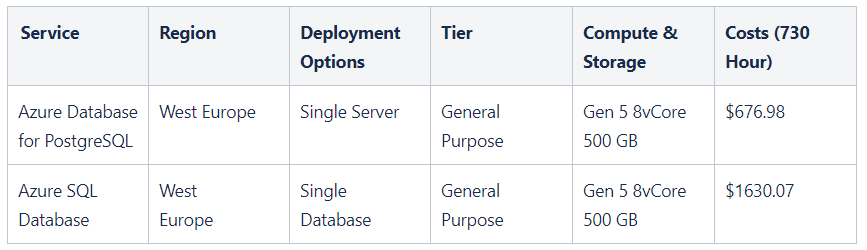 Service
Region
Deployment
Options
Tier
Compute &
Storage
Costs (730
Hour)
Azure Database
for PostgreSQL
West Europe
Single Server
General
Purpose
Gen 5 8vCore
500 GB
$676.98
Azure SQL
Database
West
Europe
Single
Database
General
Purpose
Gen 5 8vCore
500 GB
$1630.07